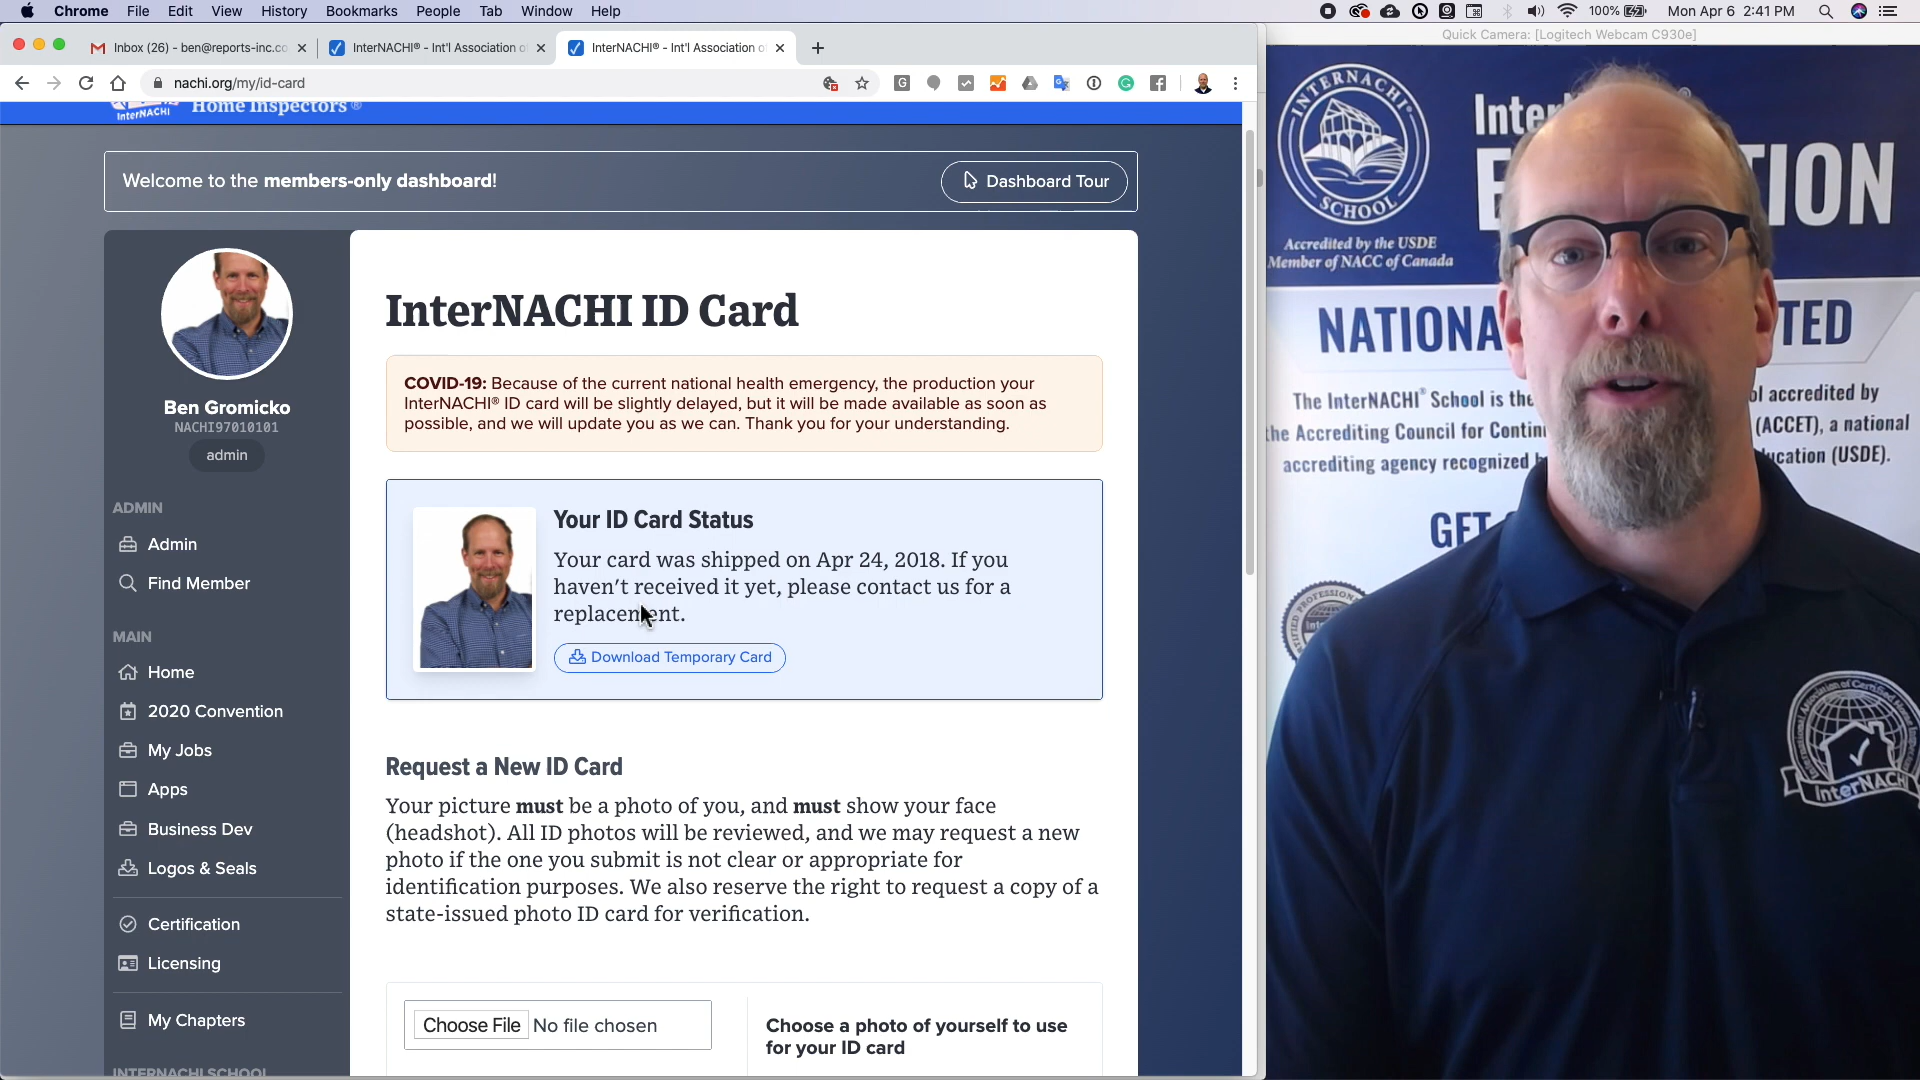 Chrome File Edit View History Bookmarks People Tab Window Help
100% Mon Apr 6 2:41 PM
Quick Camera: [Logitech Webcam C930e]
Inbox (26) - ben@reports-inc.co
InterNACHI® - Int'l Association o
InterNACHI® - Int'l Association o
nachi.org/my/id-card
InterNACHI
Home Inspectors®
Welcome to the members-only dashboard!
Dashboard Tour
Ben Gromicko
NACHI97010101
admin
ADMIN
Admin
Find Member
MAIN
Home
2020 Convention
My Jobs
Apps
Business Dev
Logos & Seals
Certification
Licensing
My Chapters
INTERNACHI SCHOOL
InterNACHI ID Card
COVID-19: Because of the current national health emergency, the production your
InterNACHI® ID card will be slightly delayed, but it will be made available as soon as
possible, and we will update you as we can. Thank you for your understanding.
Your ID Card Status
Your card was shipped on Apr 24, 2018. If you
haven't received it yet, please contact us for a
replacement.
Download Temporary Card
Request a New ID Card
Your picture must be a photo of you, and must show your face
(headshot). All ID photos will be reviewed, and we may request a new
photo if the one you submit is not clear or appropriate for
identification purposes. We also reserve the right to request a copy of a
state-issued photo ID card for verification.
Choose File No file chosen
Choose a photo of yourself to use
for your ID card
INTERNACHI
SCHOOL
Accredited by the USDE
Member of NACC of Canada
Inte
E ION
NATIONA TED
The InterNACHI® School is the ol accredited by
the Accrediting Council for Contin (ACCET), a national
accrediting agency recognized ucation (USDE).
GET
InterNACHI